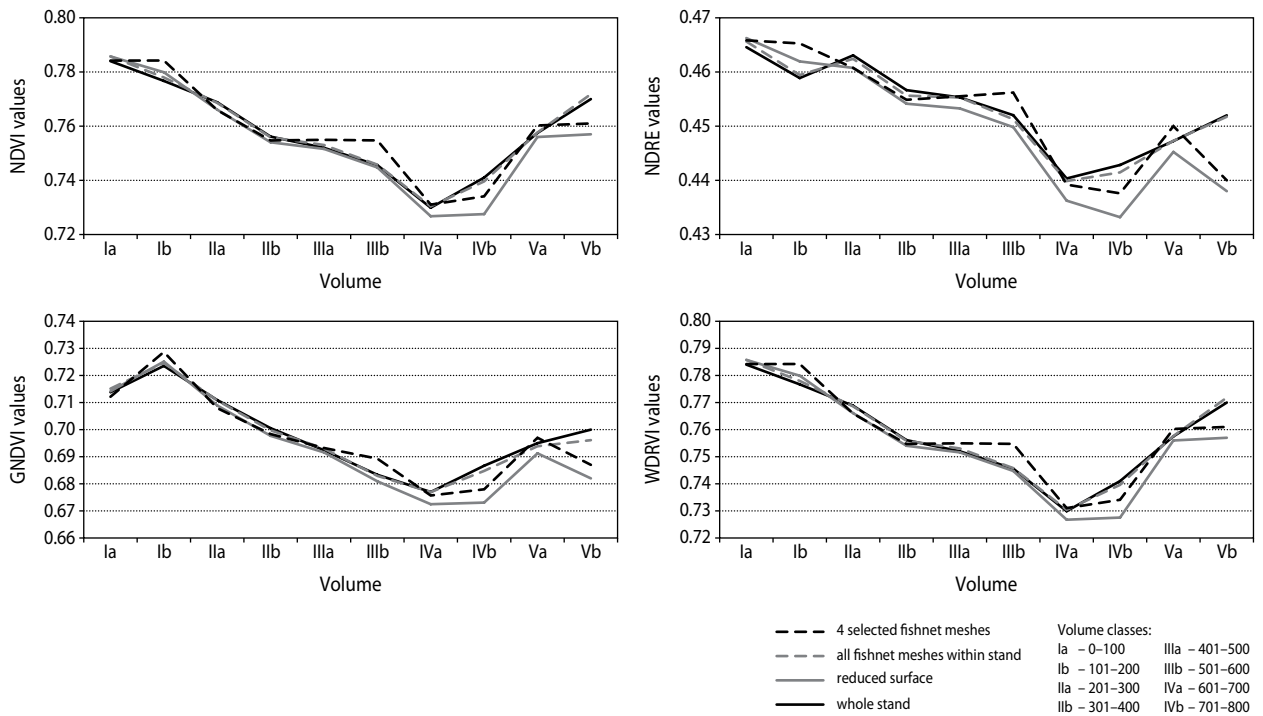 0.80
0.78
0.76
0.74
0.72
NDVI values
Ia Ib IIa IIb IIIa IIIb IVa IVb Va Vb
Volume
0.47
0.46
0.45
0.44
0.43
NDRE values
Ia Ib IIa IIb IIIa IIIb IVa IVb Va Vb
Volume
0.74
0.73
0.72
0.71
0.70
0.69
0.68
0.67
0.66
GNDVI values
Ia Ib IIa IIb IIIa IIIb IVa IVb Va Vb
Volume
0.80
0.79
0.78
0.77
0.76
0.75
0.74
0.73
0.72
WDRVI values
Ia Ib IIa IIb IIIa IIIb IVa IVb Va Vb
Volume
4 selected fishnet meshes
all fishnet meshes within stand
reduced surface
whole stand
Volume classes:
Ia – 0–100 IIIa – 401–500
Ib – 101–200 IIIb – 501–600
IIa – 201–300 IVa – 601–700
IIb – 301–400 IVb – 701–800